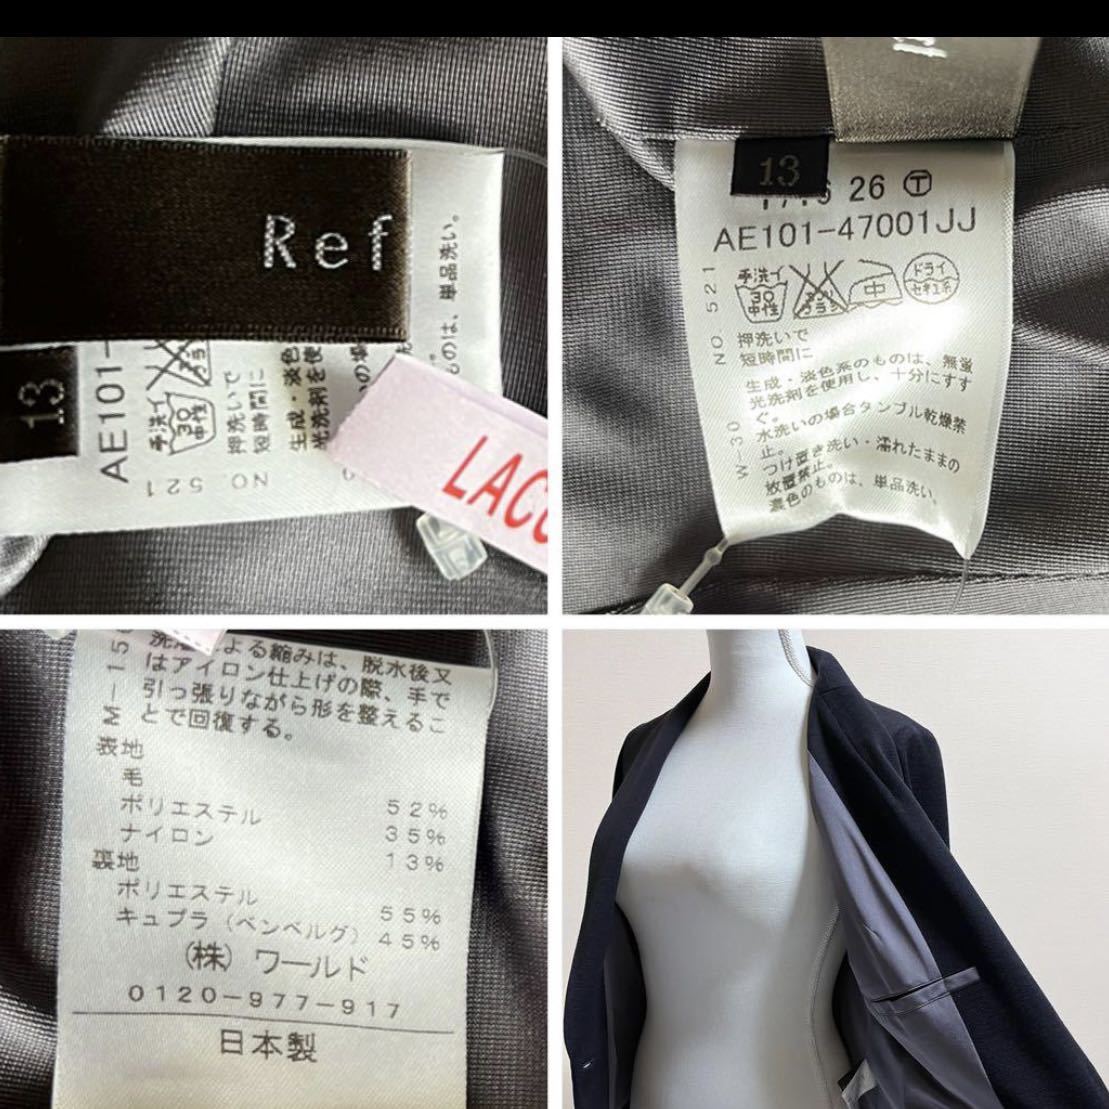 Ref
13
AE101-
手洗イ
30
中性
押洗いで
短時間に
生成・淡色
光洗剤を使
ものは、単品洗い。
NO 521
LACO
13
26 Ⓣ
AE101-47001JJ
手洗イ
30
中性
中
ドライ
セキユ系
NO 521
W-30
押洗いで
短時間に
生成・淡色系のものは、無蛍
光洗剤を使用し、十分にすす
ぐ。
水洗いの場合タンブル乾燥禁
止。
つけ置き洗い・濡れたままの
放置禁止。
濃色のものは、単品洗い。
よる縮みは、脱水後又
はアイロン仕上げの際、手で
引っ張りながら形を整えるこ
とで回復する。
表地
毛 52%
ポリエステル 35%
ナイロン 13%
裏地
ポリエステル 55%
キュプラ(ベンベルグ) 45%
(株) ワールド
0120-977-917
日本製